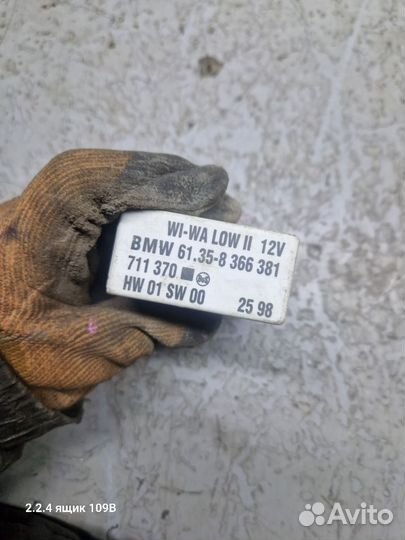 WI-WA LOW II 12V
BMW 61.35-8 366 381
711 370
HW 01 SW 00 25 98
2.2.4 ящик 109В
Avito